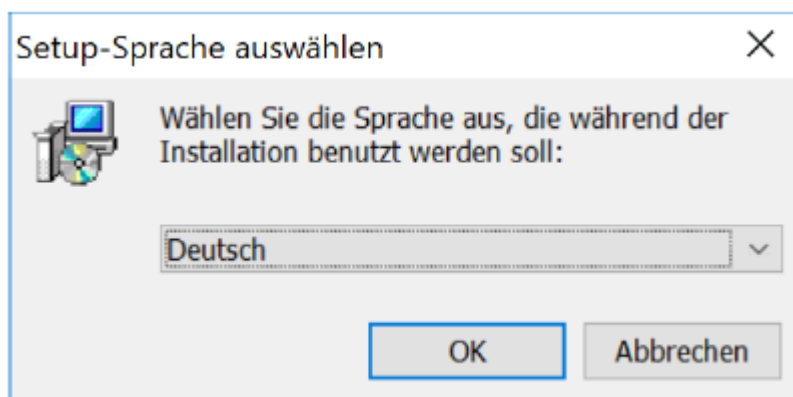 Setup-Sprache auswählen
Wählen Sie die Sprache aus, die während der
Installation benutzt werden soll:
Deutsch
OK
Abbrechen